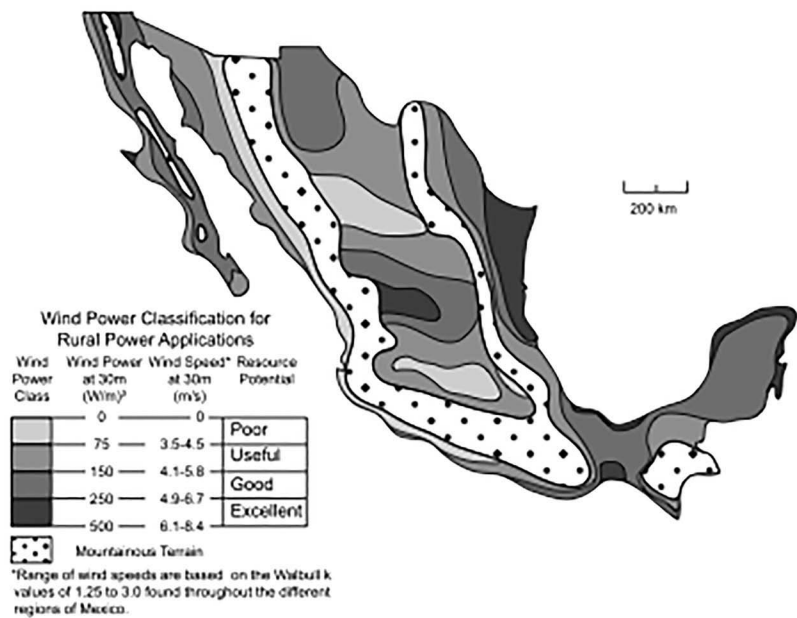 200 km
Wind Power Classification for
Rural Power Applications
Wind Power Class
Wind Power at 30m (W/m)³
Wind Speed* at 30m (m/s)
Resource Potential
0 0
Poor
75 3.5-4.5
Useful
150 4.1-5.8
Good
250 4.9-6.7
Excellent
500 6.1-8.4
Mountainous Terrain
*Range of wind speeds are based on the Walbull k
values of 1.25 to 3.0 found throughout the different
regions of Mexico.